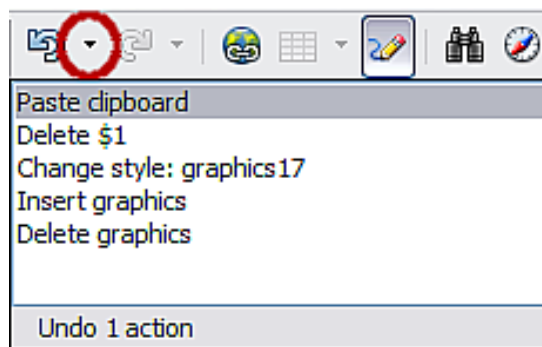 Paste clipboard
Delete $1
Change style: graphics17
Insert graphics
Delete graphics
Undo 1 action